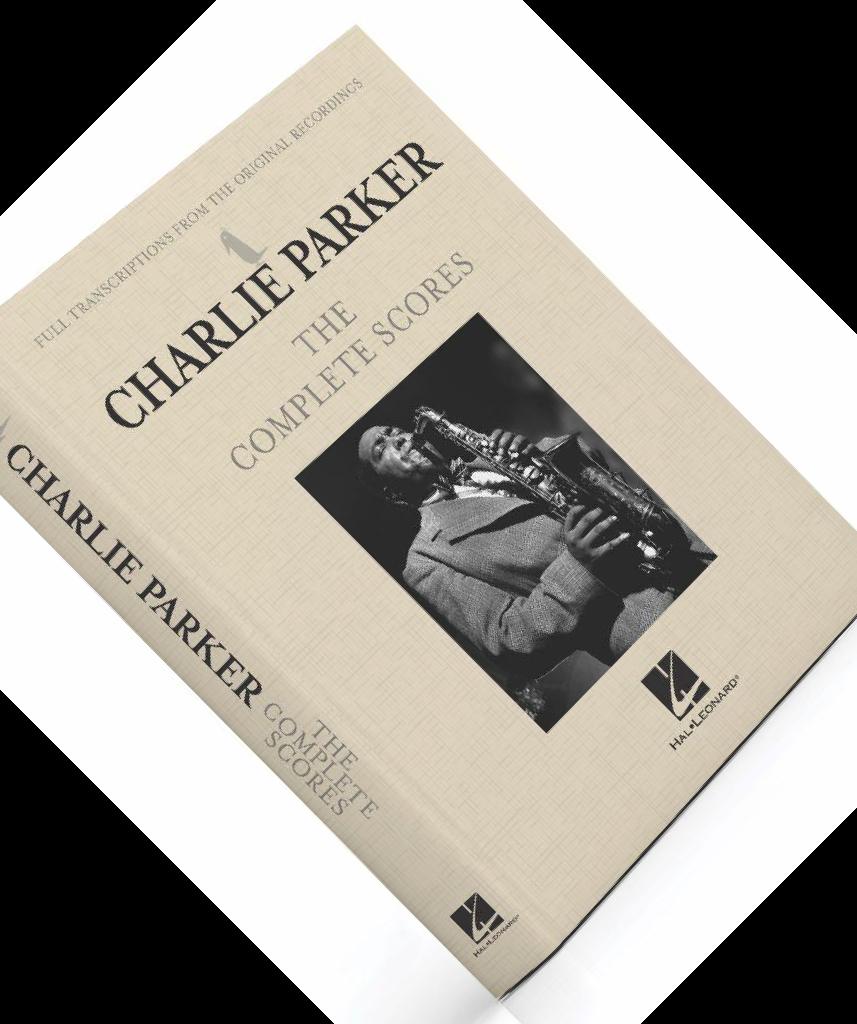 FULL TRANSCRIPTIONS FROM THE ORIGINAL RECORDINGS
CHARLIE PARKER
THE
COMPLETE SCORES
HAL•LEONARD®
CHARLIE PARKER
THE
COMPLETE
SCORES
HAL•LEONARD®